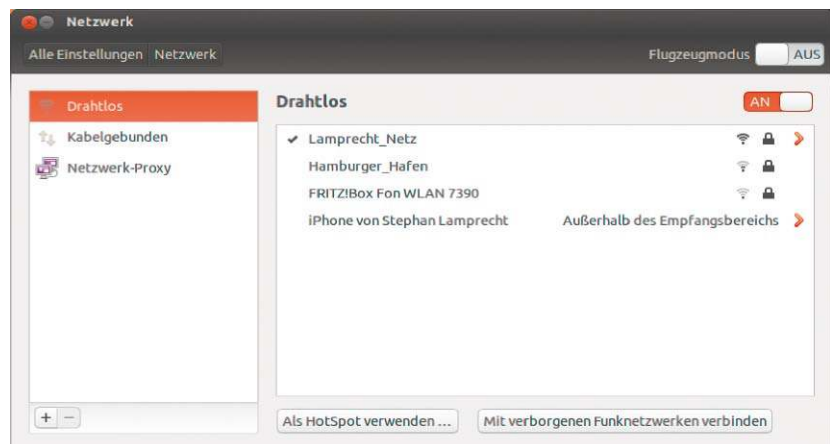 Netzwerk
Alle Einstellungen Netzwerk
Flugzeugmodus AUS
Drahtlos
Kabelgebunden
Netzwerk-Proxy
Drahtlos AN
Lamprecht_Netz
Hamburger_Hafen
FRITZ!Box Fon WLAN 7390
iPhone von Stephan Lamprecht Außerhalb des Empfangsbereichs
+ −
Als HotSpot verwenden ... Mit verborgenen Funknetzwerken verbinden